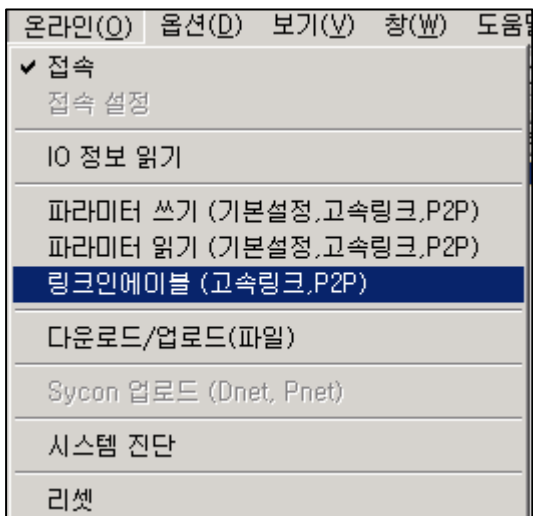 온라인(O) 옵션(D) 보기(V) 창(W) 도움
접속
접속 설정
IO 정보 읽기
파라미터 쓰기 (기본설정,고속링크,P2P)
파라미터 읽기 (기본설정,고속링크,P2P)
링크인에이블 (고속링크,P2P)
다운로드/업로드(파일)
Sycon 업로드 (Dnet, Pnet)
시스템 진단
리셋